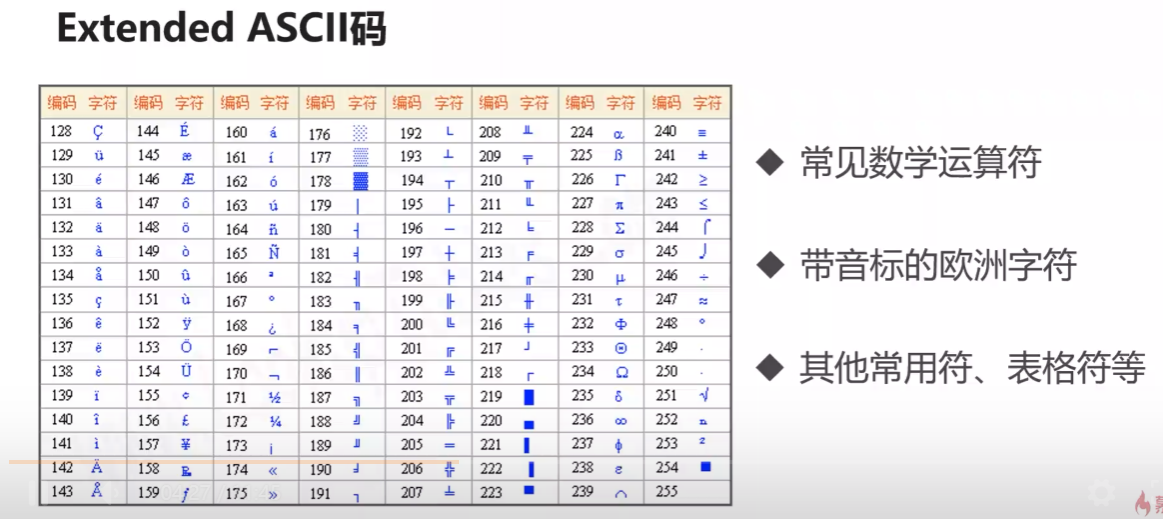 Extended ASCII码
编码 字符 编码 字符 编码 字符 编码 字符 编码 字符 编码 字符 编码 字符 编码 字符
128 Ç 144 É 160 á 176 ░ 192 └ 208 ╨ 224 α 240 ≡
129 ü 145 æ 161 í 177 ▒ 193 ┴ 209 ╤ 225 ß 241 ±
130 é 146 Æ 162 ó 178 ▓ 194 ┬ 210 ╥ 226 Γ 242 ≥
131 â 147 ô 163 ú 179 │ 195 ├ 211 ╙ 227 π 243 ≤
132 ä 148 ö 164 ñ 180 ┤ 196 ─ 212 ╘ 228 Σ 244 ⌠
133 à 149 ò 165 Ñ 181 ╡ 197 ┼ 213 ╒ 229 σ 245 ⌡
134 å 150 û 166 ª 182 ╢ 198 ╞ 214 ╓ 230 μ 246 ÷
135 ç 151 ù 167 º 183 ╖ 199 ╟ 215 ╫ 231 τ 247 ≈
136 ê 152 ÿ 168 ¿ 184 ╕ 200 ╚ 216 ╪ 232 Φ 248 °
137 ë 153 Ö 169 ⌐ 185 ╣ 201 ╔ 217 ┘ 233 Θ 249 ·
138 è 154 Ü 170 ¬ 186 ║ 202 ╩ 218 ┌ 234 Ω 250 ·
139 ï 155 ¢ 171 ½ 187 ╗ 203 ╦ 219 █ 235 δ 251 √
140 î 156 £ 172 ¼ 188 ╝ 204 ╠ 220 ▄ 236 ∞ 252 ⁿ
141 ì 157 ¥ 173 ¡ 189 ╜ 205 ═ 221 ▌ 237 φ 253 ²
142 Ä 158 ₧ 174 « 190 ╛ 206 ╬ 222 ▐ 238 ε 254 ■
143 Å 159 ƒ 175 » 191 ┐ 207 ╧ 223 ▀ 239 ∩ 255
◆ 常见数学运算符
◆ 带音标的欧洲字符
◆ 其他常用符、表格符等